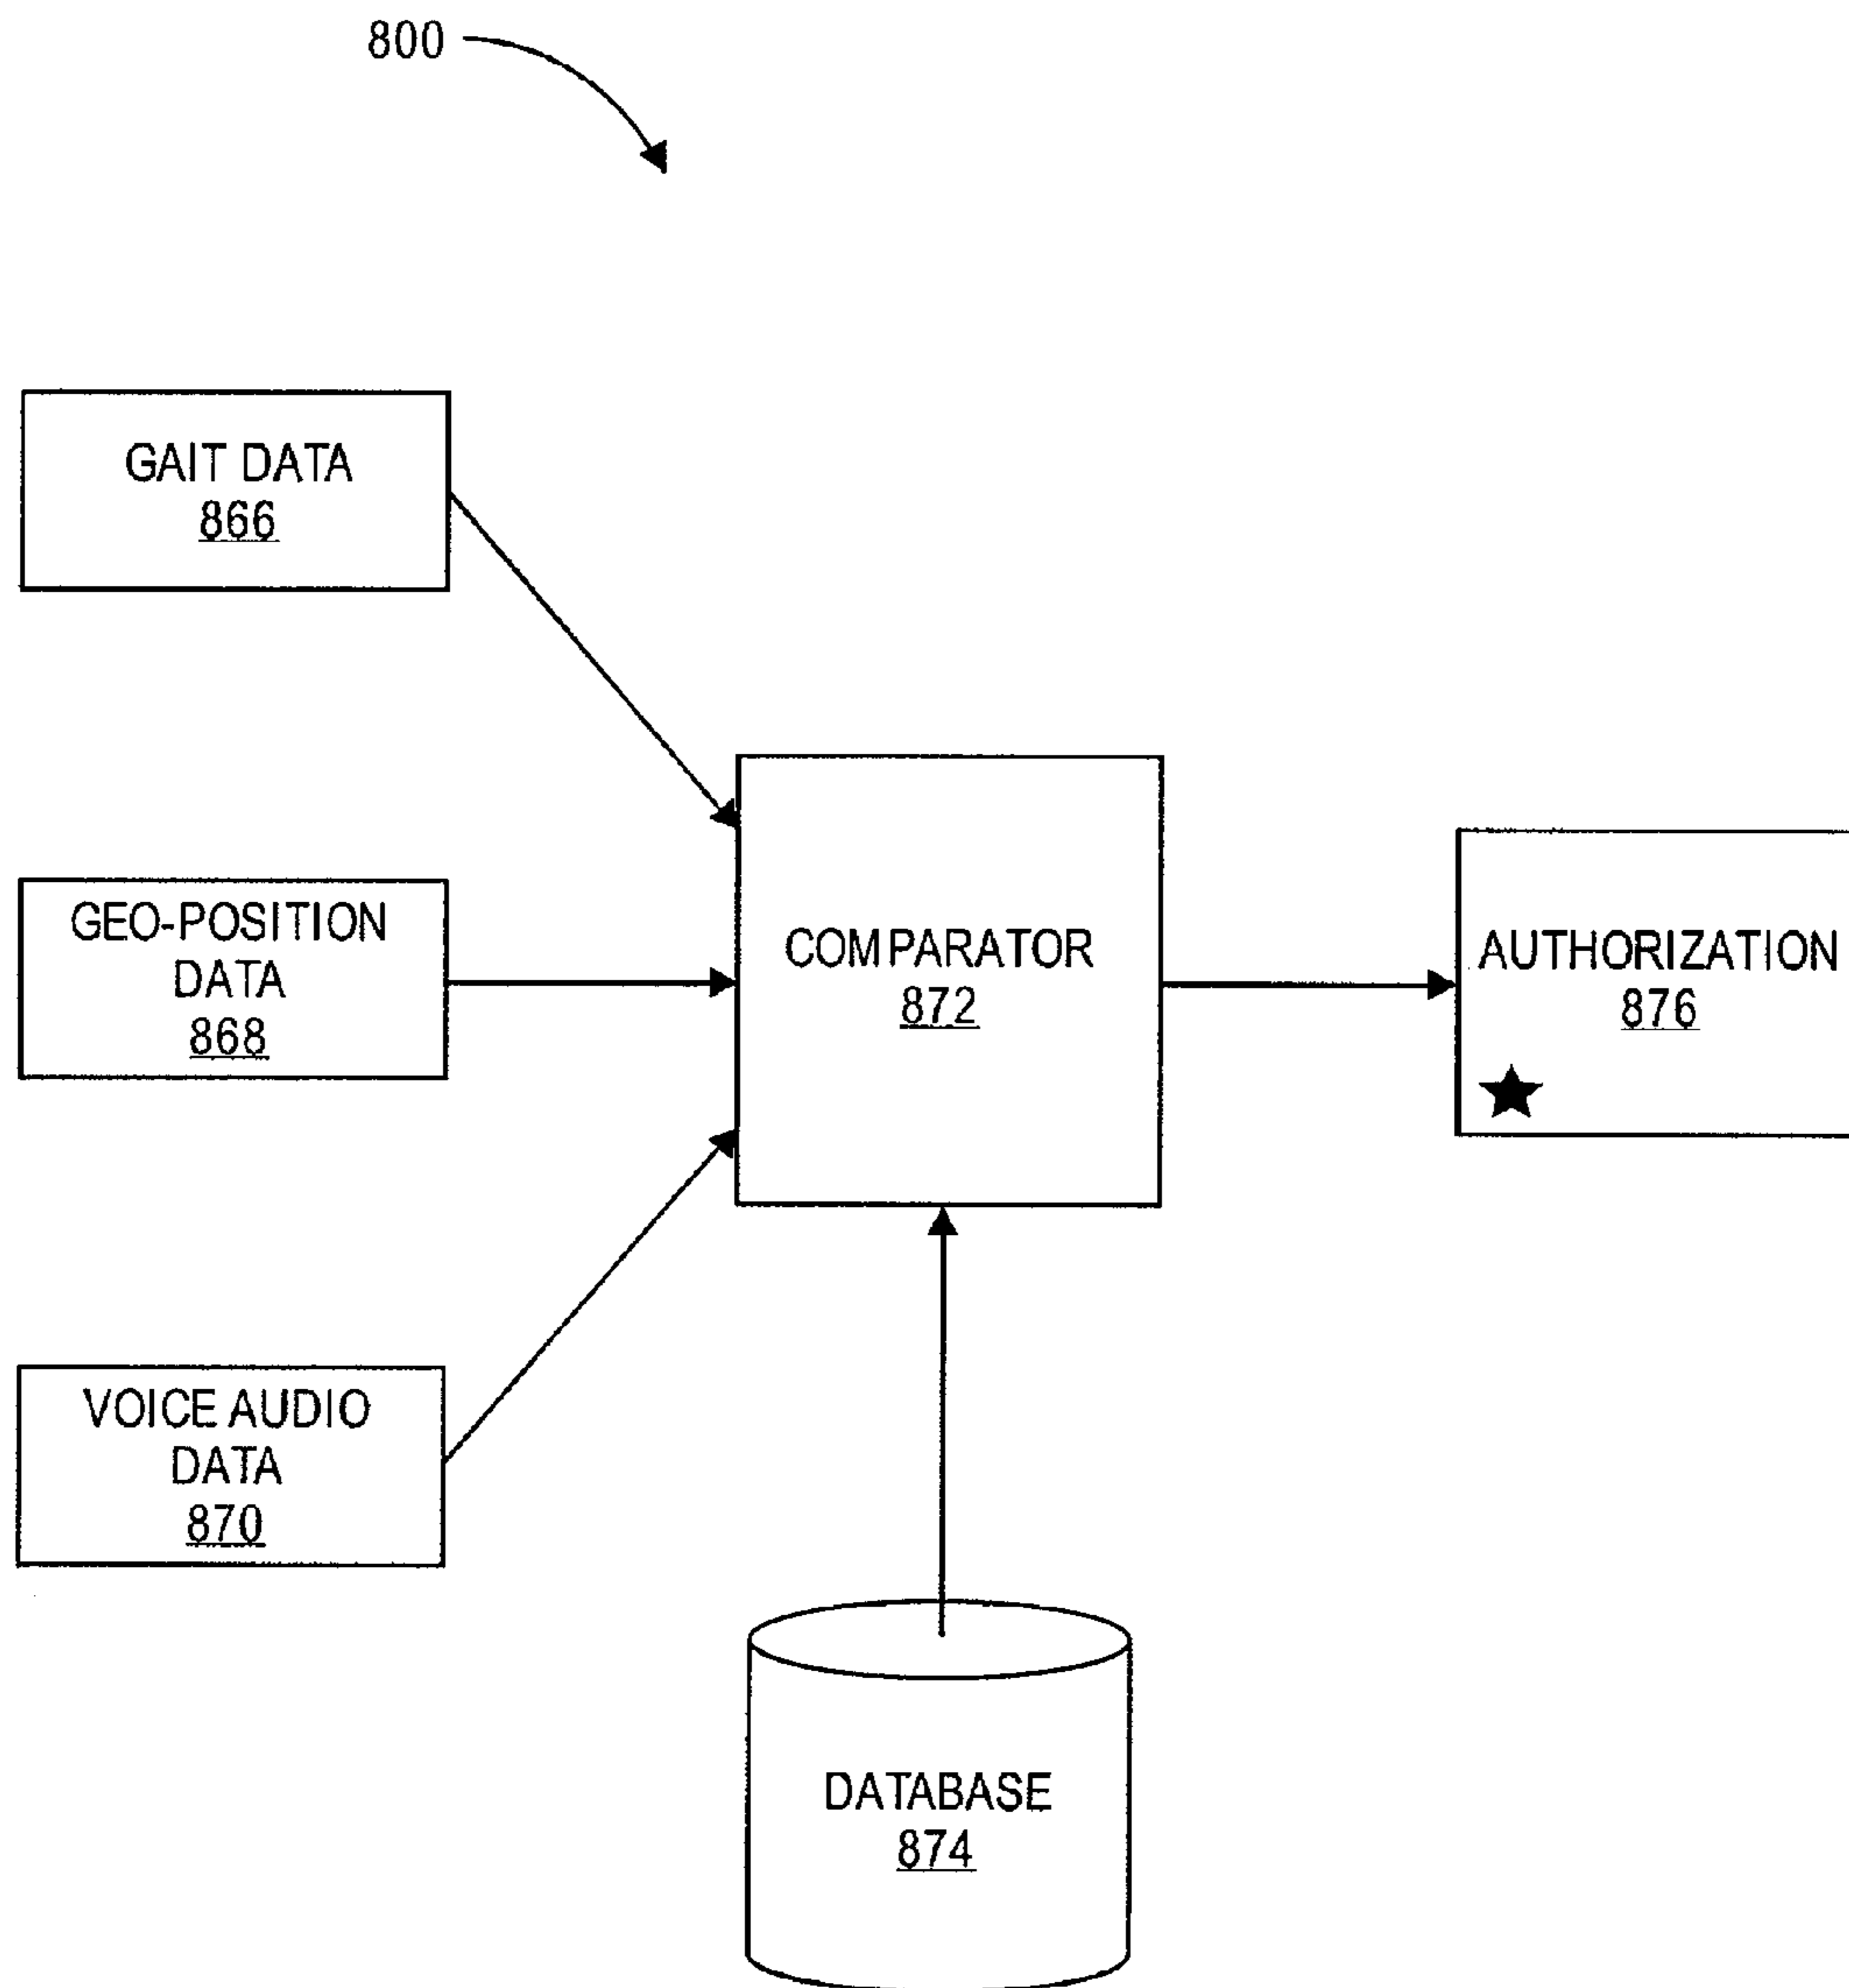 800
GAIT DATA
866
GEO-POSITION
DATA
868
VOICE AUDIO
DATA
870
COMPARATOR
872
AUTHORIZATION
876
DATABASE
874